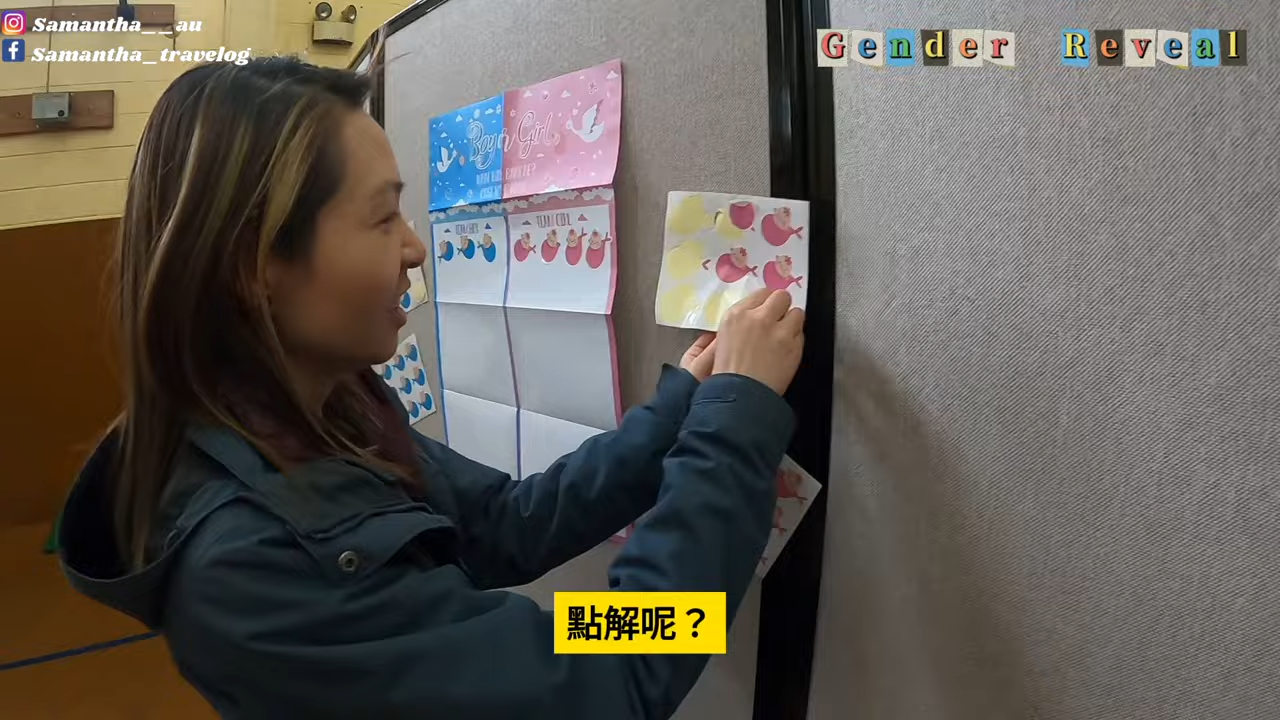 Samantha__au
Samantha_travelog
Gender Reveal
Boy or Girl
TEAM GIRL
點解呢？